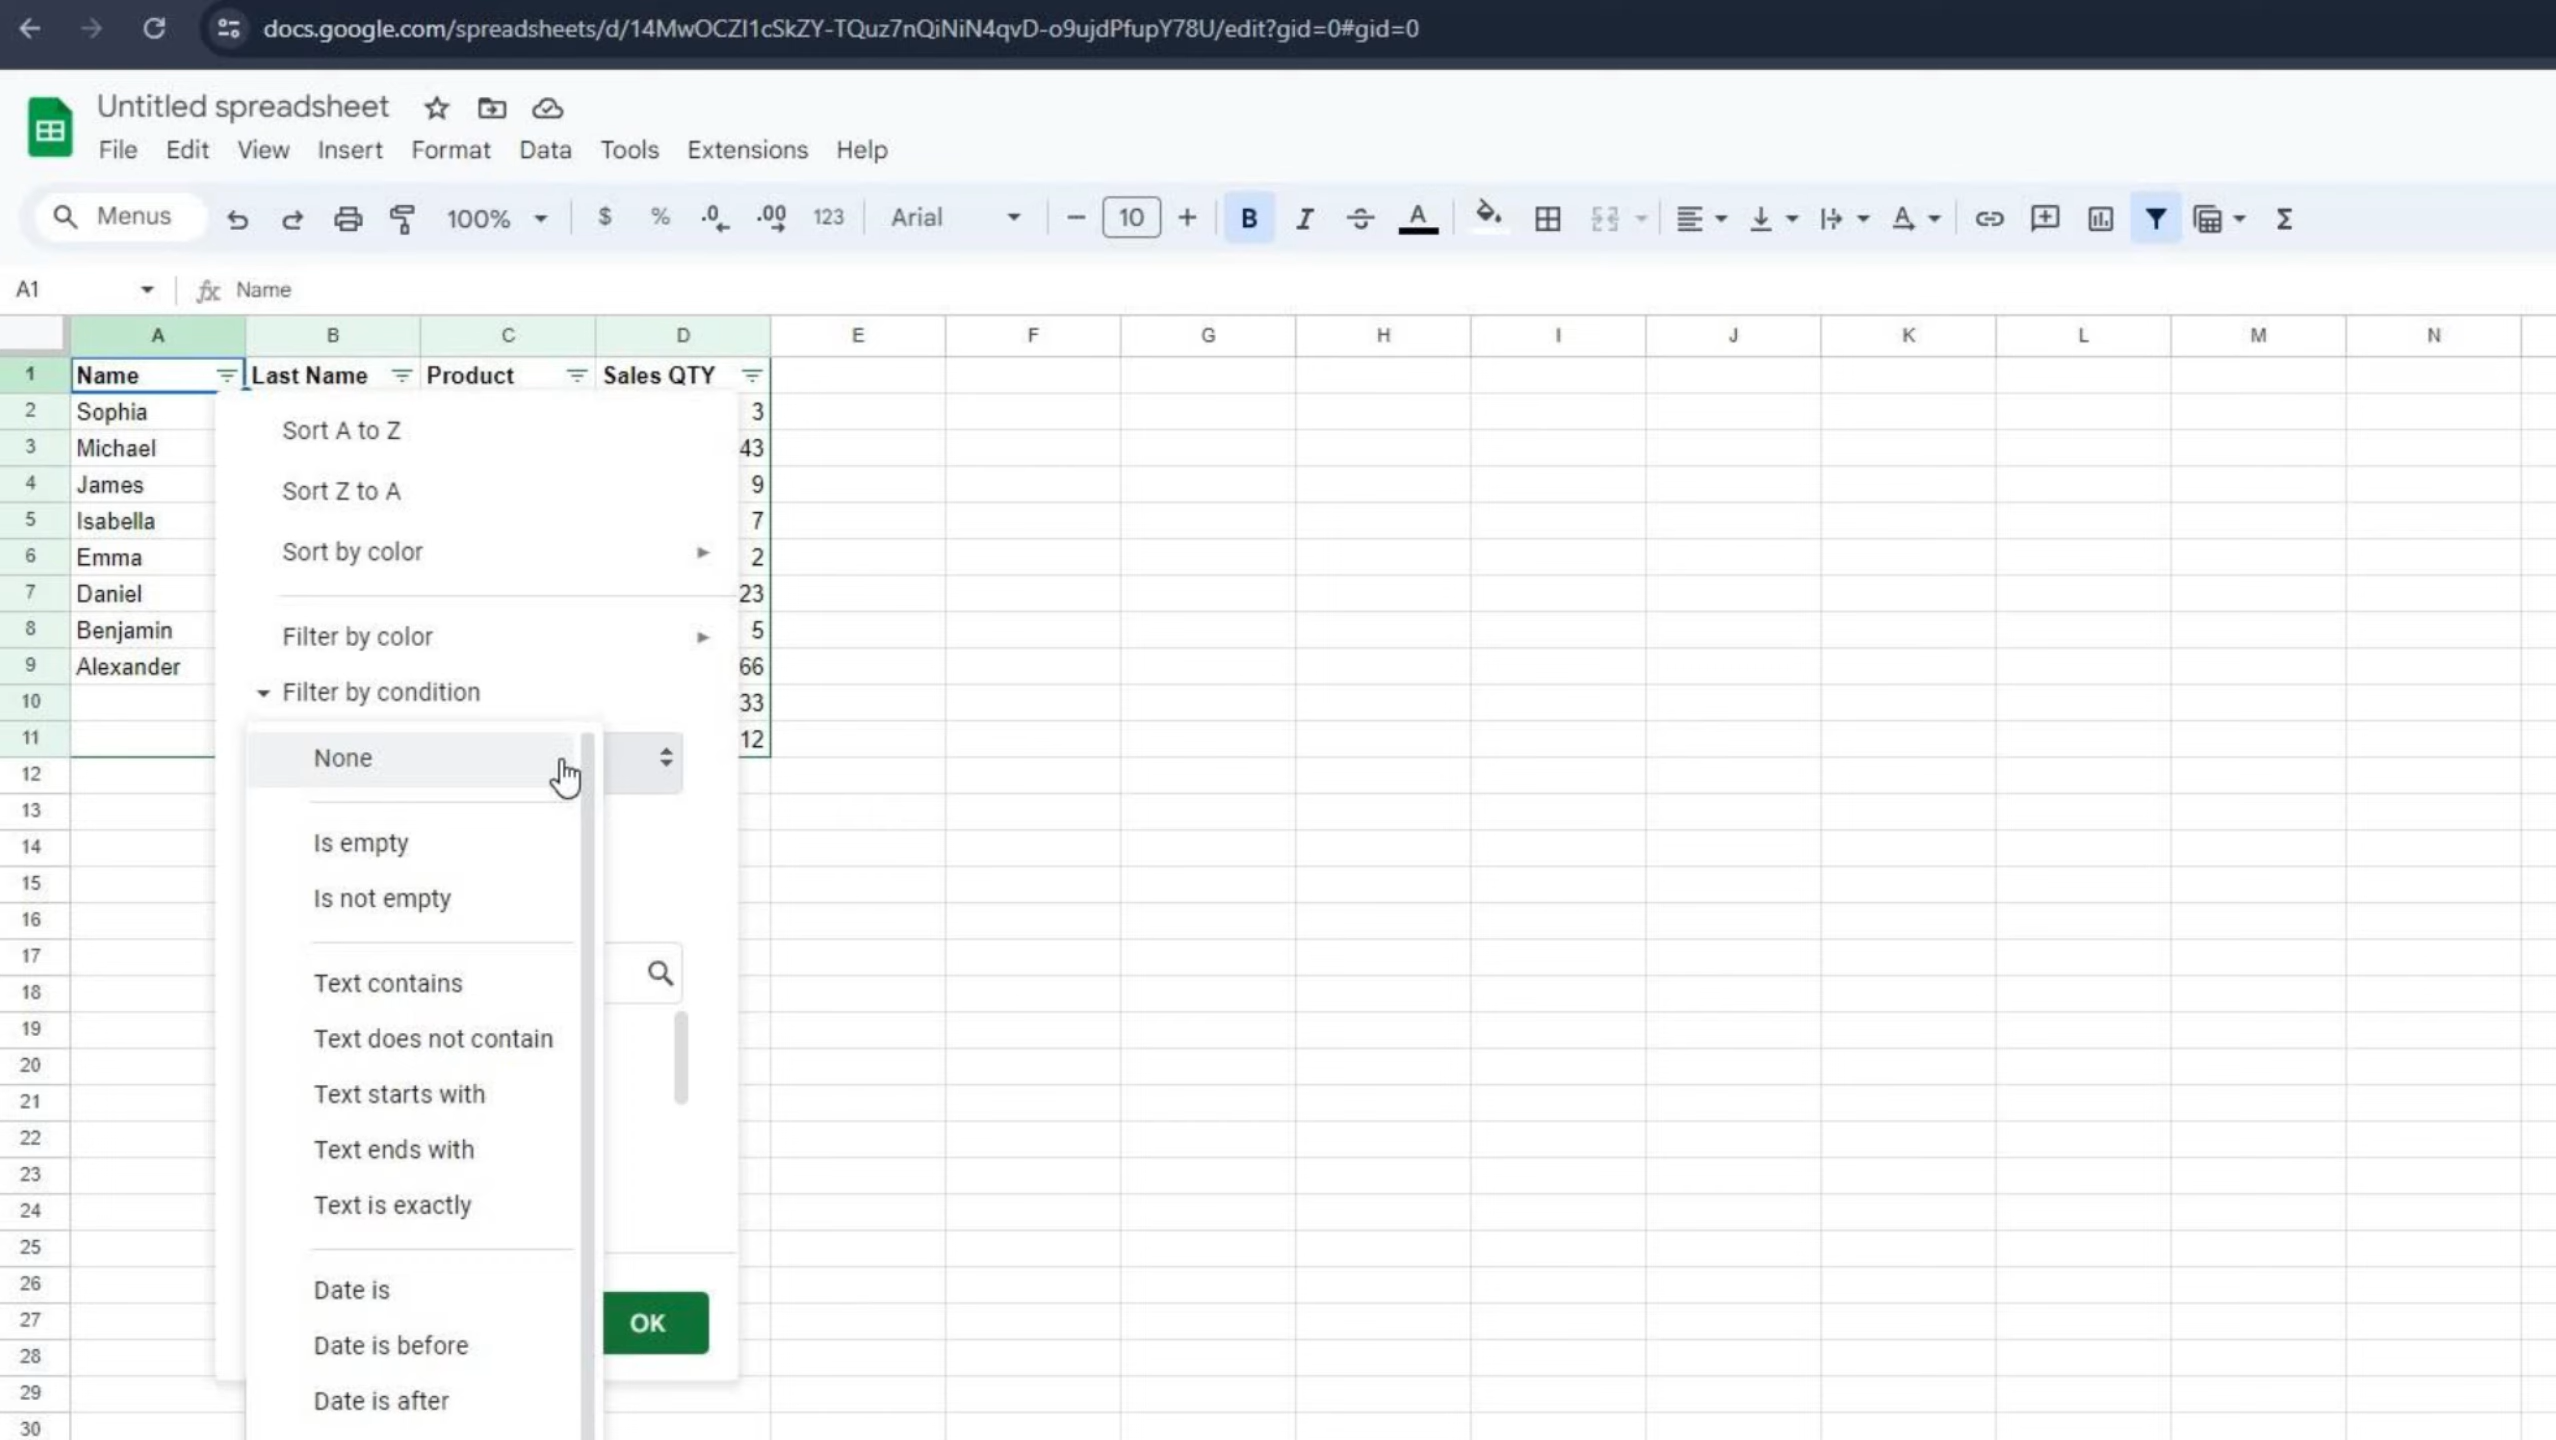 docs.google.com/spreadsheets/d/14MwOCZI1cSkZY-TQuz7nQiNiN4qvD-o9ujdPfupY78U/edit?gid=0#gid=0
Untitled spreadsheet
File Edit View Insert Format Data Tools Extensions Help
Menus 100% $ % .0 .00 123 Arial 10 B I A A Σ
A1 fx Name
A B C D E F G H I J K L M N
1 Name Last Name Product Sales QTY
2 Sophia 3
Sort A to Z
3 Michael 43
4 James 9
Sort Z to A
5 Isabella 7
Sort by color
6 Emma 2
7 Daniel 23
8 Benjamin 5
Filter by color
9 Alexander 66
Filter by condition
10 33
11 12
None
12
13
14
Is empty
15
Is not empty
16
17
Text contains
18
19
Text does not contain
20
21
Text starts with
22
Text ends with
23
24
Text is exactly
25
26
Date is
27
OK
28
Date is before
29
Date is after
30